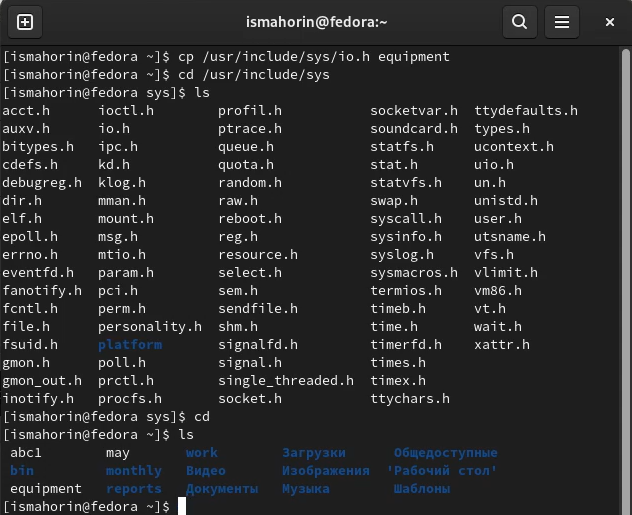 ismahorin@fedora:~
[ismahorin@fedora ~]$ cp /usr/include/sys/io.h equipment
[ismahorin@fedora ~]$ cd /usr/include/sys
[ismahorin@fedora sys]$ ls
acct.h ioctl.h profil.h socketvar.h ttydefaults.h
auxv.h io.h ptrace.h soundcard.h types.h
bitypes.h ipc.h queue.h statfs.h ucontext.h
cdefs.h kd.h quota.h stat.h uio.h
debugreg.h klog.h random.h statvfs.h un.h
dir.h mman.h raw.h swap.h unistd.h
elf.h mount.h reboot.h syscall.h user.h
epoll.h msg.h reg.h sysinfo.h utsname.h
errno.h mtio.h resource.h syslog.h vfs.h
eventfd.h param.h select.h sysmacros.h vlimit.h
fanotify.h pci.h sem.h termios.h vm86.h
fcntl.h perm.h sendfile.h timeb.h vt.h
file.h personality.h shm.h time.h wait.h
fsuid.h platform signalfd.h timerfd.h xattr.h
gmon.h poll.h signal.h times.h
gmon_out.h prctl.h single_threaded.h timex.h
inotify.h procfs.h socket.h ttychars.h
[ismahorin@fedora sys]$ cd
[ismahorin@fedora ~]$ ls
abc1 may work Загрузки Общедоступные
bin monthly Видео Изображения 'Рабочий стол'
equipment reports Документы Музыка Шаблоны
[ismahorin@fedora ~]$